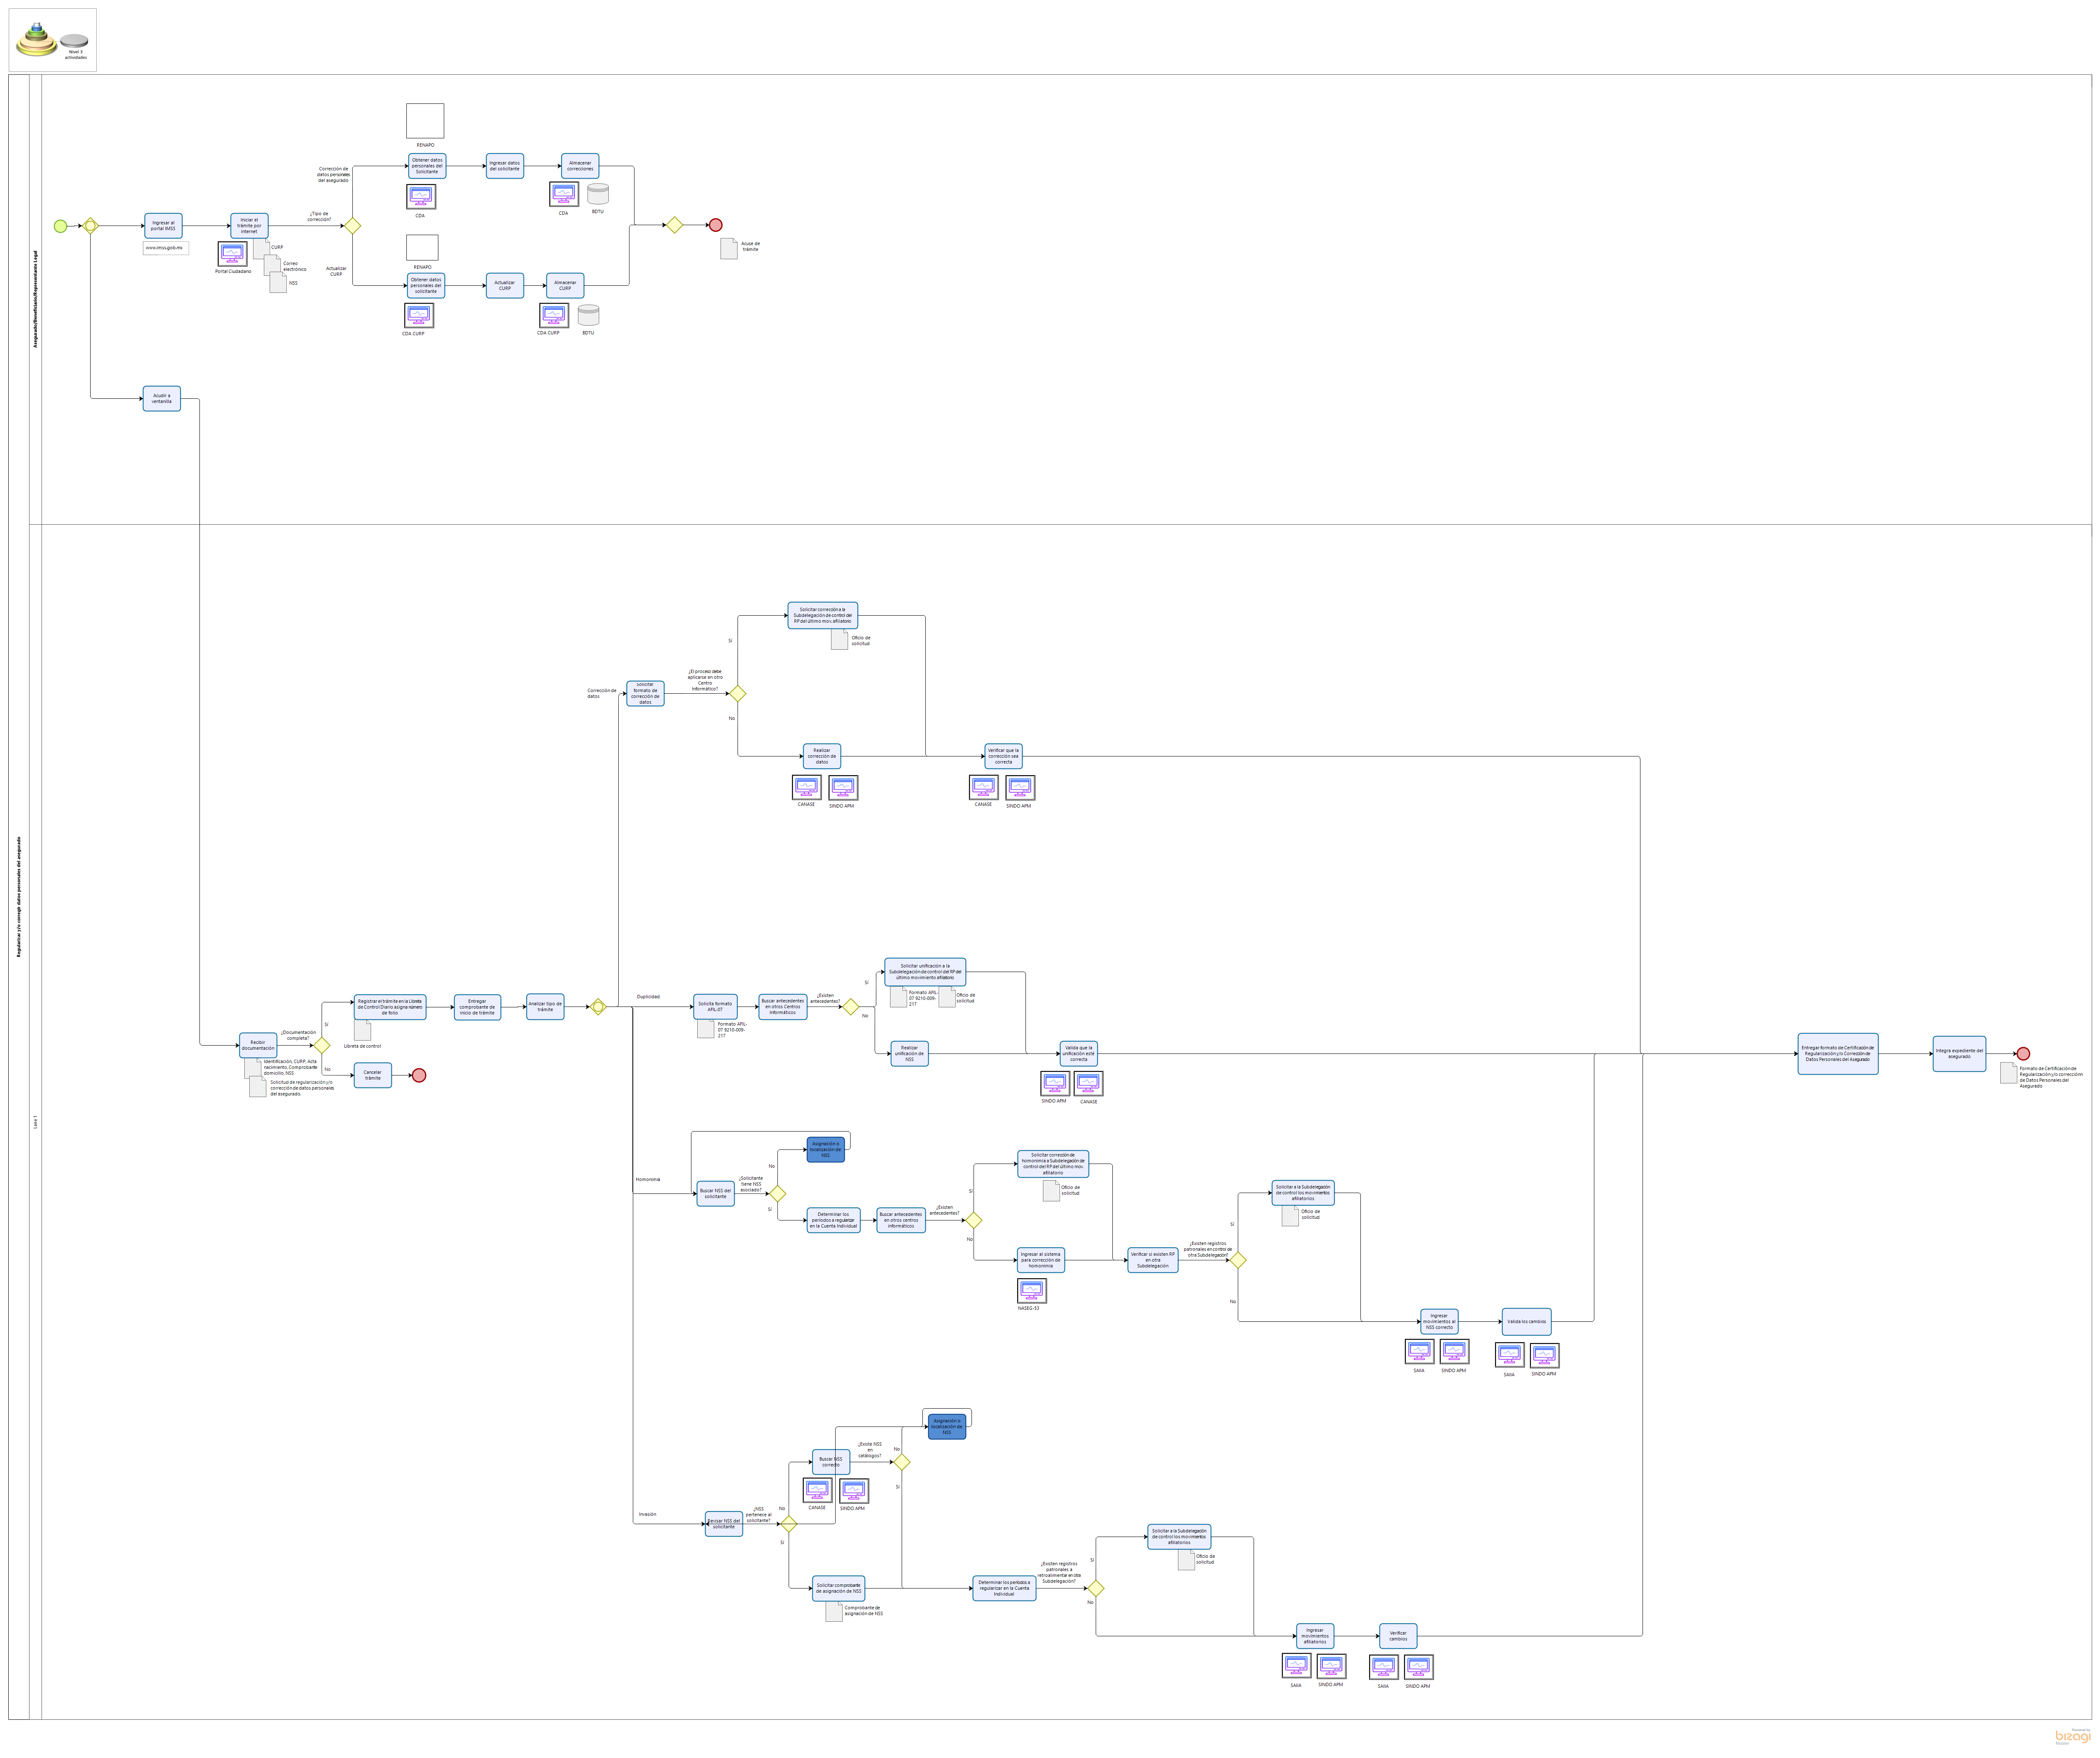 Nivel 3
actividades
Regularizar y/o corregir datos personales del asegurado
Asegurado/Beneficiario/Representante Legal
RENAPO
Corrección de
datos personales
del asegurado
Obtener datos
personales del
Solicitante
Ingresar datos
del solicitante
Almacenar
correcciones
CDA
CDA
BDTU
Ingresar al
portal IMSS
www.imss.gob.mx
Iniciar el
trámite por
internet
¿Tipo de
corrección?
Portal Ciudadano
CURP
Correo
electrónico
NSS
Acuse de
trámite
RENAPO
Actualizar
CURP
Obtener datos
personales del
solicitante
Actualizar
CURP
Almacenar
CURP
CDA CURP
CDA CURP
BDTU
Acudir a
ventanilla
Lane 1
Solicitar corrección a la
Subdelegación de control del
RP del último mov. afiliatorio
Oficio de
solicitud
Sí
Corrección de
datos
Solicitar
formato de
corrección de
datos
¿El proceso debe
aplicarse en otro
Centro
Informático?
No
Realizar
corrección de
datos
CANASE
SINDO APM
Verificar que la
corrección sea
correcta
CANASE
SINDO APM
Recibir
documentación
Identificación, CURP, Acta
nacimiento, Comprobante
domicilio, NSS
Solicitud de regularización y/o
corrección de datos personales
del asegurado.
¿Documentación
completa?
Sí
No
Registrar el trámite en la Libreta
de Control Diario asigna número
de folio
Libreta de control
Cancelar
trámite
Entregar
comprobante de
inicio de trámite
Analizar tipo de
trámite
Duplicidad
Solicita formato
AFIL-07
Formato AFIL-
07 9210-009-
217
Buscar antecedentes
en otros Centros
Informáticos
¿Existen
antecedentes?
Sí
No
Solicitar unificación a la
Subdelegación de control del RP del
último movimiento afiliatorio
Formato AFIL-
07 9210-009-
217
Oficio de
solicitud
Realizar
unificación de
NSS
Valida que la
unificación esté
correcta
SINDO APM
CANASE
Entregar formato de Certificación de
Regularización y/o Corrección de
Datos Personales del Asegurado
Integra expediente del
asegurado
Formato de Certificación de
Regularización y/o corrección
de Datos Personales del
Asegurado
Homonimia
Buscar NSS del
solicitante
¿Solicitante
tiene NSS
asociado?
No
Sí
Asignación o
localización de
NSS
Determinar los
periodos a regularizar
en la Cuenta Individual
Buscar antecedentes
en otros centros
informáticos
¿Existen
antecedentes?
Sí
No
Solicitar corrección de
homonimia a Subdelegación de
control del RP del último mov.
afiliatorio
Oficio de
solicitud
Ingresar al sistema
para corrección de
homonimia
NASEG-53
Verificar si existen RP
en otra
Subdelegación
¿Existen registros
patronales en control de
otra Subdelegación?
Sí
No
Solicitar a la Subdelegación
de control los movimientos
afiliatorios
Oficio de
solicitud
Ingresar
movimientos al
NSS correcto
SAIIA
SINDO APM
Valida los cambios
SAIIA
SINDO APM
Invasión
Revisar NSS del
solicitante
¿NSS
pertenece al
solicitante?
No
Sí
Buscar NSS
correcto
CANASE
SINDO APM
¿Existe NSS
en
catálogos?
No
Sí
Asignación o
localización de
NSS
Solicitar comprobante
de asignación de NSS
Comprobante de
asignación de NSS
Determinar los periodos a
regularizar en la Cuenta
Individual
¿Existen registros
patronales a
retroalimentar en otra
Subdelegación?
Sí
No
Solicitar a la Subdelegación
de control los movimientos
afiliatorios
Oficio de
solicitud
Ingresar
movimientos
afiliatorios
SAIIA
SINDO APM
Verificar
cambios
SAIIA
SINDO APM
Powered by
bizagi
Modeler